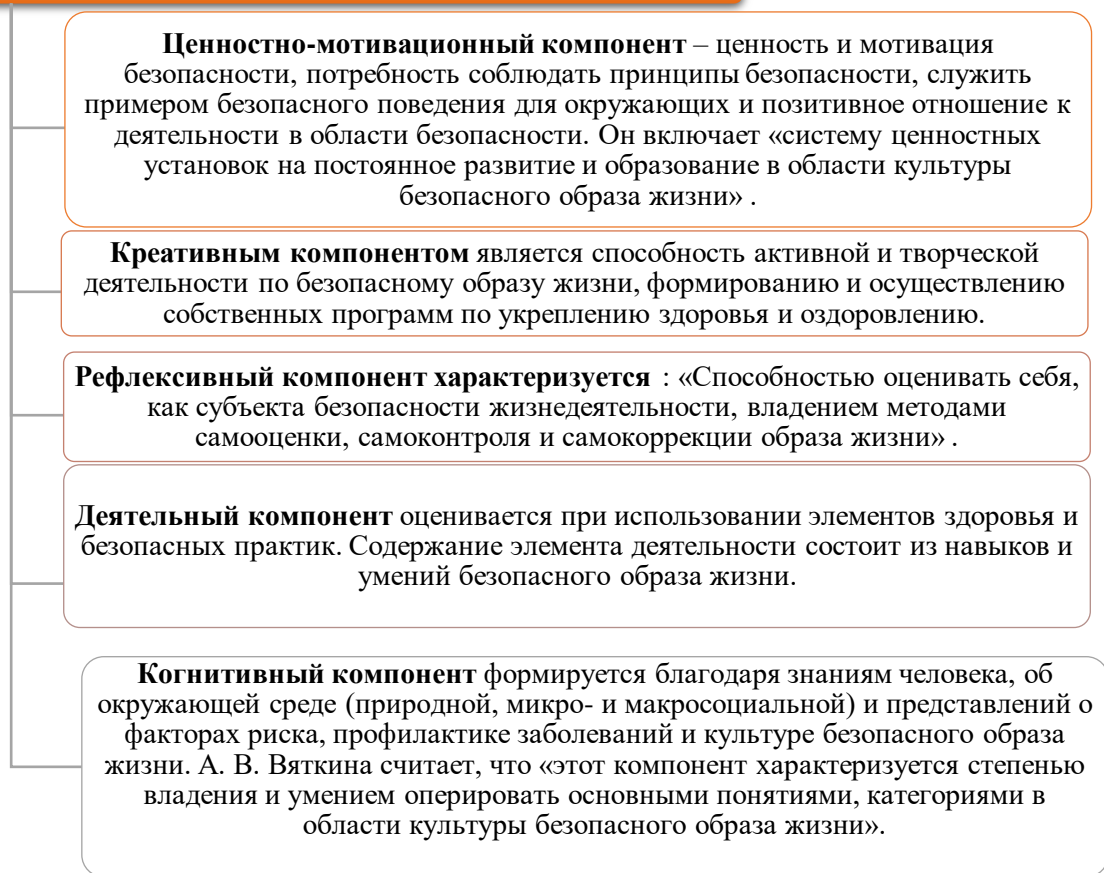 Ценностно-мотивационный компонент – ценность и мотивация
безопасности, потребность соблюдать принципы безопасности, служить
примером безопасного поведения для окружающих и позитивное отношение к
деятельности в области безопасности. Он включает «систему ценностных
установок на постоянное развитие и образование в области культуры
безопасного образа жизни» .
Креативным компонентом является способность активной и творческой
деятельности по безопасному образу жизни, формированию и осуществлению
собственных программ по укреплению здоровья и оздоровлению.
Рефлексивный компонент характеризуется : «Способностью оценивать себя,
как субъекта безопасности жизнедеятельности, владением методами
самооценки, самоконтроля и самокоррекции образа жизни» .
Деятельный компонент оценивается при использовании элементов здоровья и
безопасных практик. Содержание элемента деятельности состоит из навыков и
умений безопасного образа жизни.
Когнитивный компонент формируется благодаря знаниям человека, об
окружающей среде (природной, микро- и макросоциальной) и представлений о
факторах риска, профилактике заболеваний и культуре безопасного образа
жизни. А. В. Вяткина считает, что «этот компонент характеризуется степенью
владения и умением оперировать основными понятиями, категориями в
области культуры безопасного образа жизни».